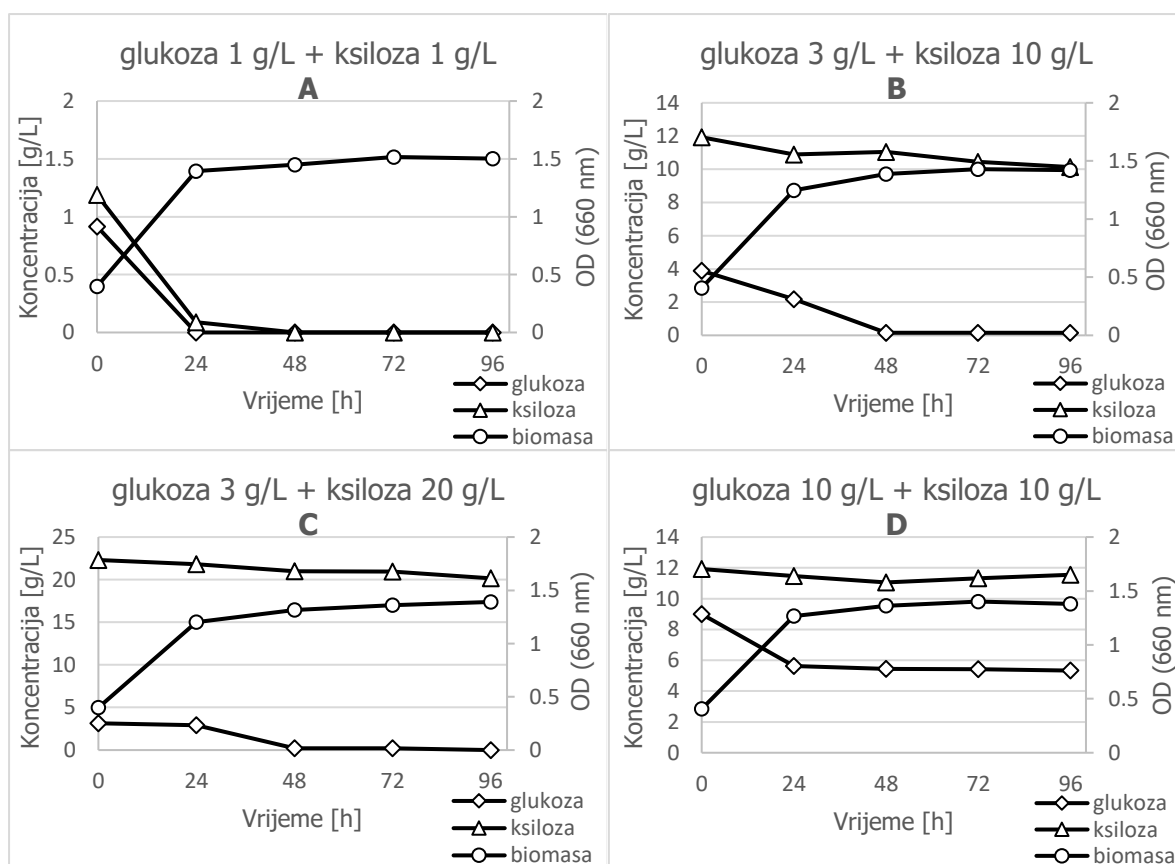 glukoza 1 g/L + ksiloza 1 g/L
A
Koncentracija [g/L]
2
1.5
1
0.5
0
2
1.5
1
0.5
0
OD (660 nm)
0 24 48 72 96
Vrijeme [h]
glukoza
ksiloza
biomasa
glukoza 3 g/L + ksiloza 10 g/L
B
Koncentracija [g/L]
14
12
10
8
6
4
2
0
2
1.5
1
0.5
0
OD (660 nm)
0 24 48 72 96
Vrijeme [h]
glukoza
ksiloza
biomasa
glukoza 3 g/L + ksiloza 20 g/L
C
Koncentracija [g/L]
25
20
15
10
5
0
2
1.5
1
0.5
0
OD (660 nm)
0 24 48 72 96
Vrijeme [h]
glukoza
ksiloza
biomasa
glukoza 10 g/L + ksiloza 10 g/L
D
Koncentracija [g/L]
14
12
10
8
6
4
2
0
2
1.5
1
0.5
0
OD (660 nm)
0 24 48 72 96
Vrijeme [h]
glukoza
ksiloza
biomasa